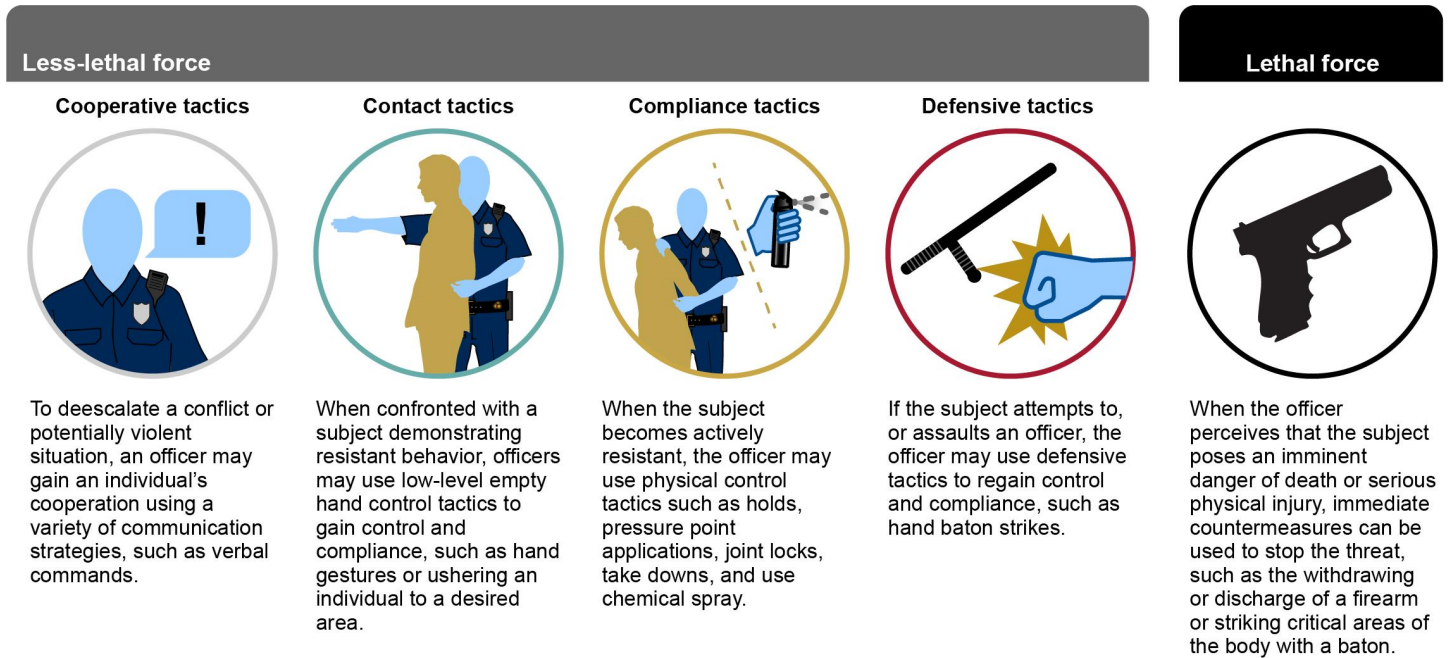 Less-lethal force
Lethal force
Cooperative tactics
!
To deescalate a conflict or
potentially violent
situation, an officer may
gain an individual’s
cooperation using a
variety of communication
strategies, such as verbal
commands.
Contact tactics
When confronted with a
subject demonstrating
resistant behavior, officers
may use low-level empty
hand control tactics to
gain control and
compliance, such as hand
gestures or ushering an
individual to a desired
area.
Compliance tactics
When the subject
becomes actively
resistant, the officer may
use physical control
tactics such as holds,
pressure point
applications, joint locks,
take downs, and use
chemical spray.
Defensive tactics
If the subject attempts to,
or assaults an officer, the
officer may use defensive
tactics to regain control
and compliance, such as
hand baton strikes.
When the officer
perceives that the subject
poses an imminent
danger of death or serious
physical injury, immediate
countermeasures can be
used to stop the threat,
such as the withdrawing
or discharge of a firearm
or striking critical areas of
the body with a baton.